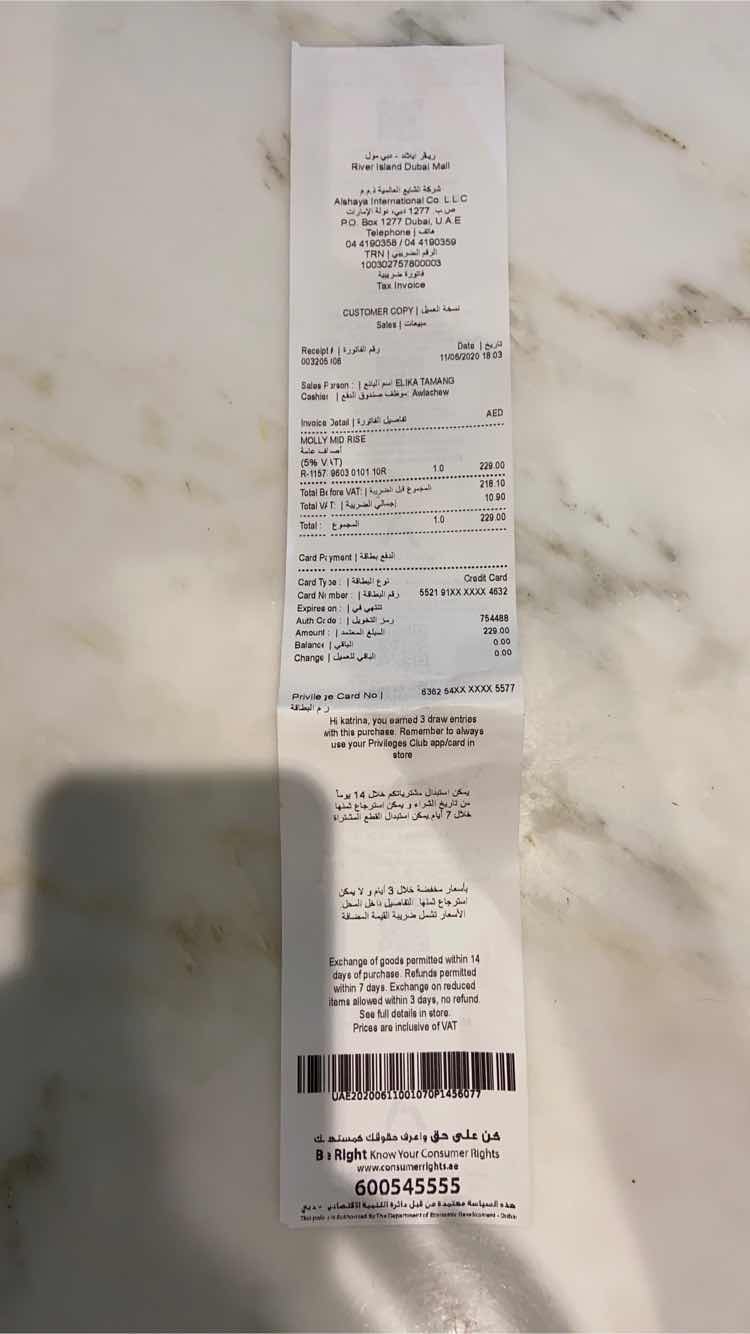 ريفر ايلاند - دبي مول
River Island Dubai Mall
شركة الشايع العالمية ذ.م.م
Alshaya International Co. L.L.C
ص.ب. 1277 دبي، دولة الإمارات
P.O. Box 1277 Dubai, U.A.E
Telephone | هاتف
04 4190358 / 04 4190359
TRN | الرقم الضريبي
100302757800003
فاتورة ضريبية
Tax Invoice
CUSTOMER COPY | نسخة العميل
Sales | مبيعات
Receipt # | رقم الفاتورة
Date | تاريخ
003205 106
11/06/2020 18:03
Sales Person : | اسم البائع ELIKA TAMANG
Cashier | موظف صندوق الدفع: Awlachew
Invoice Detail | تفاصيل الفاتورة
AED
MOLLY MID RISE
أصناف عامة
(5% VAT)
R-1157 9603 0101 10R 1.0 229.00
Total Before VAT: | المجموع قبل الضريبة 218.10
Total VAT: | إجمالي الضريبة 10.90
Total : المجموع 1.0 229.00
Card Payment | الدفع بطاقة
Card Type : | نوع البطاقة Credit Card
Card Number : | رقم البطاقة 5521 91XX XXXX 4632
Expires on : | تنتهي في
Auth Code : | رمز التخويل 754488
Amount : | المبلغ المعتمد 229.00
Balance | الباقي 0.00
Change | الباقي للعميل 0.00
Privilege Card No | 6362 54XX XXXX 5577
رقم البطاقة
Hi katrina, you earned 3 draw entries
with this purchase. Remember to always
use your Privileges Club app/card in
store
يمكن استبدال مشترياتكم خلال 14 يوماً
من تاريخ الشراء و يمكن استرجاع ثمنها
خلال 7 أيام.يمكن استبدال القطع المشتراة
بأسعار مخفضة خلال 3 أيام و لا يمكن
استرجاع ثمنها. التفاصيل داخل المحل.
الأسعار تشمل ضريبة القيمة المضافة
Exchange of goods permitted within 14
days of purchase. Refunds permitted
within 7 days. Exchange on reduced
items allowed within 3 days, no refund.
See full details in store.
Prices are inclusive of VAT
UAE20200611001070P1456077
كن على حق واعرف حقوقك كمستهلك
Be Right Know Your Consumer Rights
www.consumerrights.ae
600545555
هذه السياسة معتمدة من قبل دائرة التنمية الاقتصادية - دبي
This policy is Authorized by The Department of Economic Development - Dubai